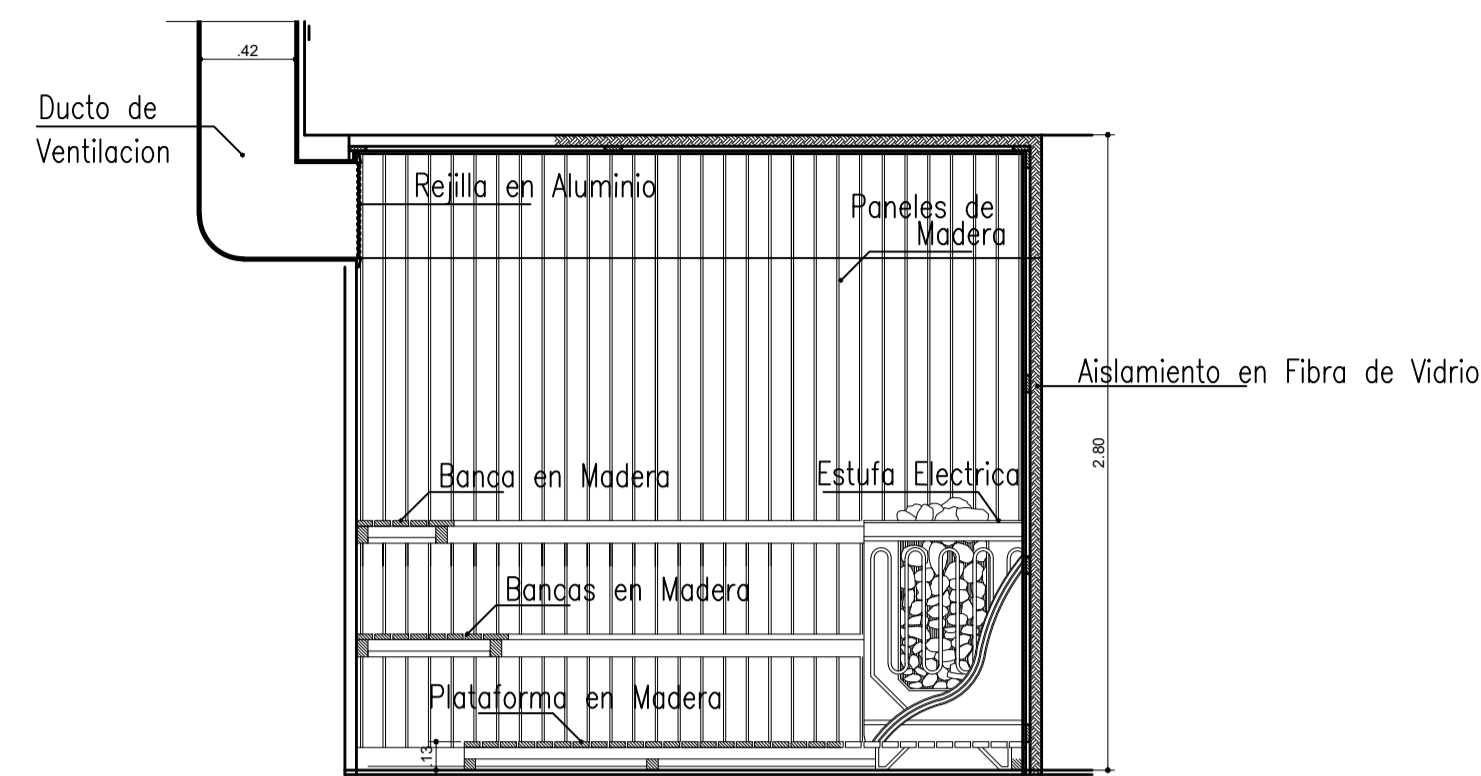 .42
Ducto de
Ventilacion
Rejilla en Aluminio
Paneles de
Madera
Aislamiento en Fibra de Vidrio
2.80
Banca en Madera
Estufa Electrica
Bancas en Madera
Plataforma en Madera
.13